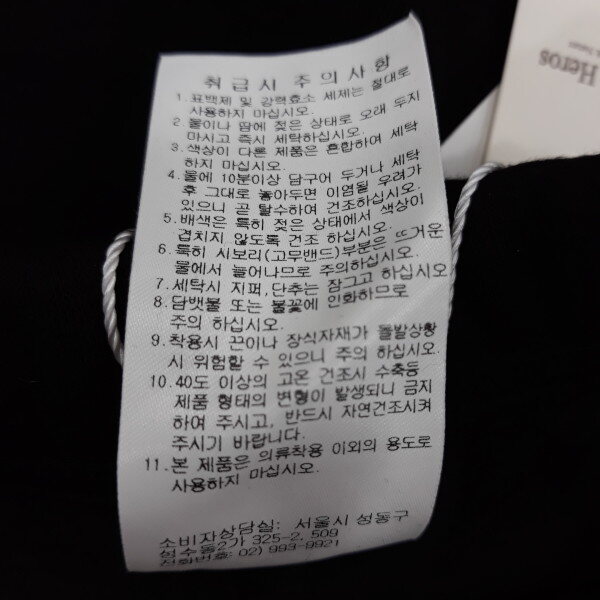 취급시 주의사항
1. 표백제 및 강력효소 세제는 절대로
사용하지 마십시오.
2. 물이나 땀에 젖은 상태로 오래 두지
마시고 즉시 세탁하십시오.
3. 색상이 다른 제품은 혼합하여 세탁
하지 마십시오.
4. 물에 10분이상 담구어 두거나 세탁
후 그대로 놓아두면 이염될 우려가
있으니 곧 탈수하여 건조하십시오.
5. 배색은 특히 젖은 상태에서 색상이
겹치지 않도록 건조 하십시오.
6. 특히 시보리(고무밴드)부분은 뜨거운
물에서 늘어나므로 주의하십시오.
7. 세탁시 지퍼,단추는 잠그고 하십시오.
8. 담뱃불 또는 불꽃에 인화하므로
주의 하십시오.
9. 착용시 끈이나 장식자재가 돌발상황
시 위험할 수 있으니 주의 하십시오.
10. 40도 이상의 고온 건조시 수축등
제품 형태의 변형이 발생되니 금지
하여 주시고, 반드시 자연건조시켜
주시기 바랍니다.
11. 본 제품은 의류착용 이외의 용도로
사용하지 마십시오.
소비자상담실: 서울시 성동구
성수동2가 325-2, 509
전화번호: 02) 993-9921
Heros